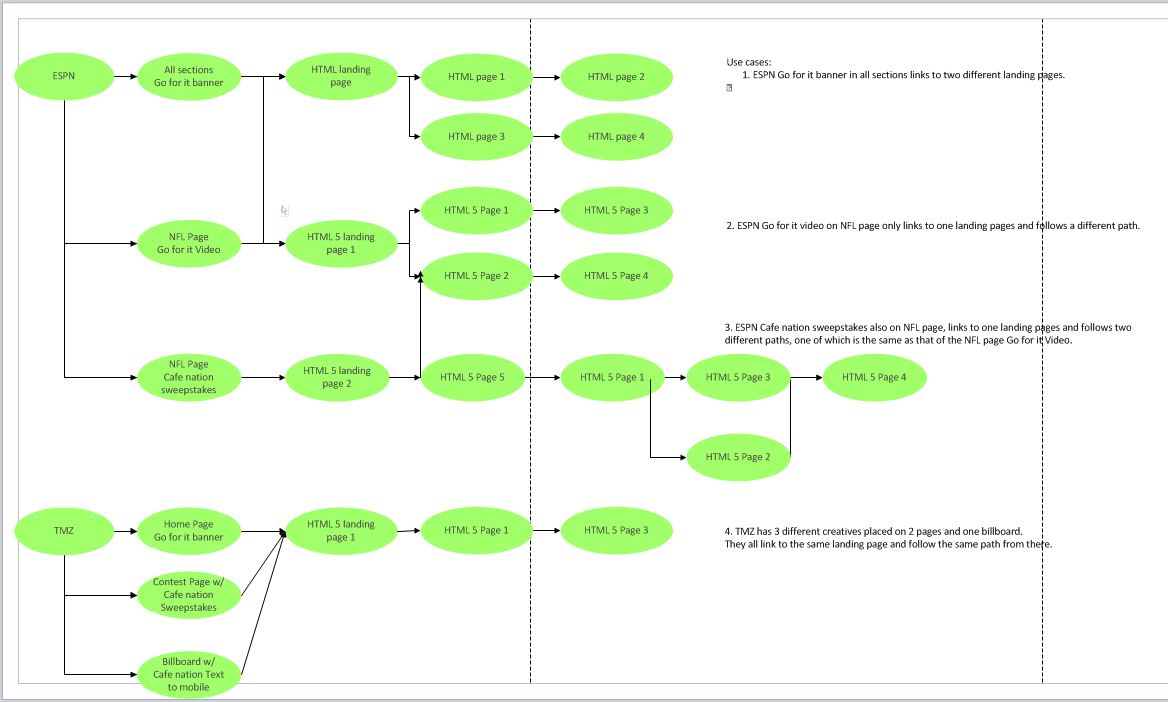 ESPN
All sections
Go for it banner
HTML landing
page
HTML page 1
HTML page 2
Use cases:
1. ESPN Go for it banner in all sections links to two different landing pages.
HTML page 3
HTML page 4
NFL Page
Go for it Video
HTML 5 landing
page 1
HTML 5 Page 1
HTML 5 Page 3
2. ESPN Go for it video on NFL page only links to one landing pages and follows a different path.
HTML 5 Page 2
HTML 5 Page 4
3. ESPN Cafe nation sweepstakes also on NFL page, links to one landing pages and follows two
different paths, one of which is the same as that of the NFL page Go for it Video.
NFL Page
Cafe nation
sweepstakes
HTML 5 landing
page 2
HTML 5 Page 5
HTML 5 Page 1
HTML 5 Page 3
HTML 5 Page 4
HTML 5 Page 2
TMZ
Home Page
Go for it banner
HTML 5 landing
page 1
HTML 5 Page 1
HTML 5 Page 3
4. TMZ has 3 different creatives placed on 2 pages and one billboard.
They all link to the same landing page and follow the same path from there.
Contest Page w/
Cafe nation
Sweepstakes
Billboard w/
Cafe nation Text
to mobile